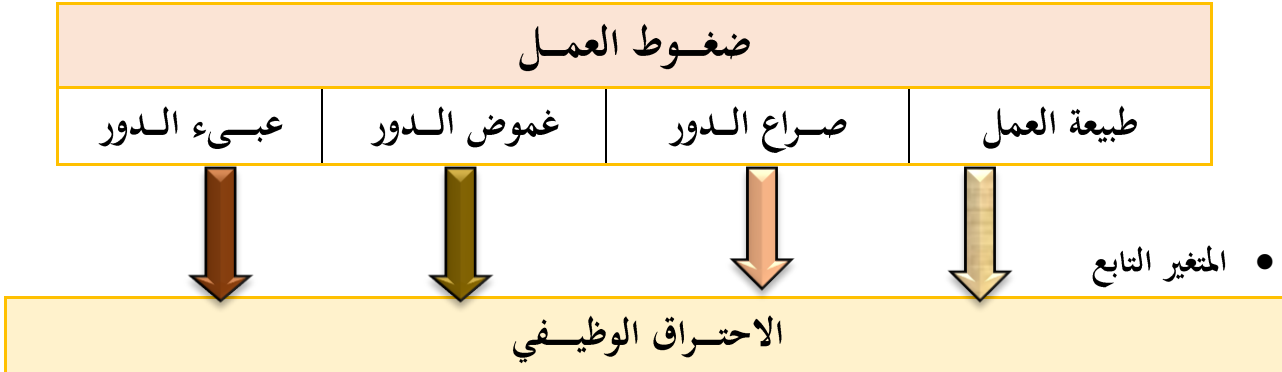 ضغـوط العمـل
طبيعة العمل
صـراع الـدور
غموض الـدور
عبـىء الـدور
• المتغير التابع
الاحتـراق الوظيـفي